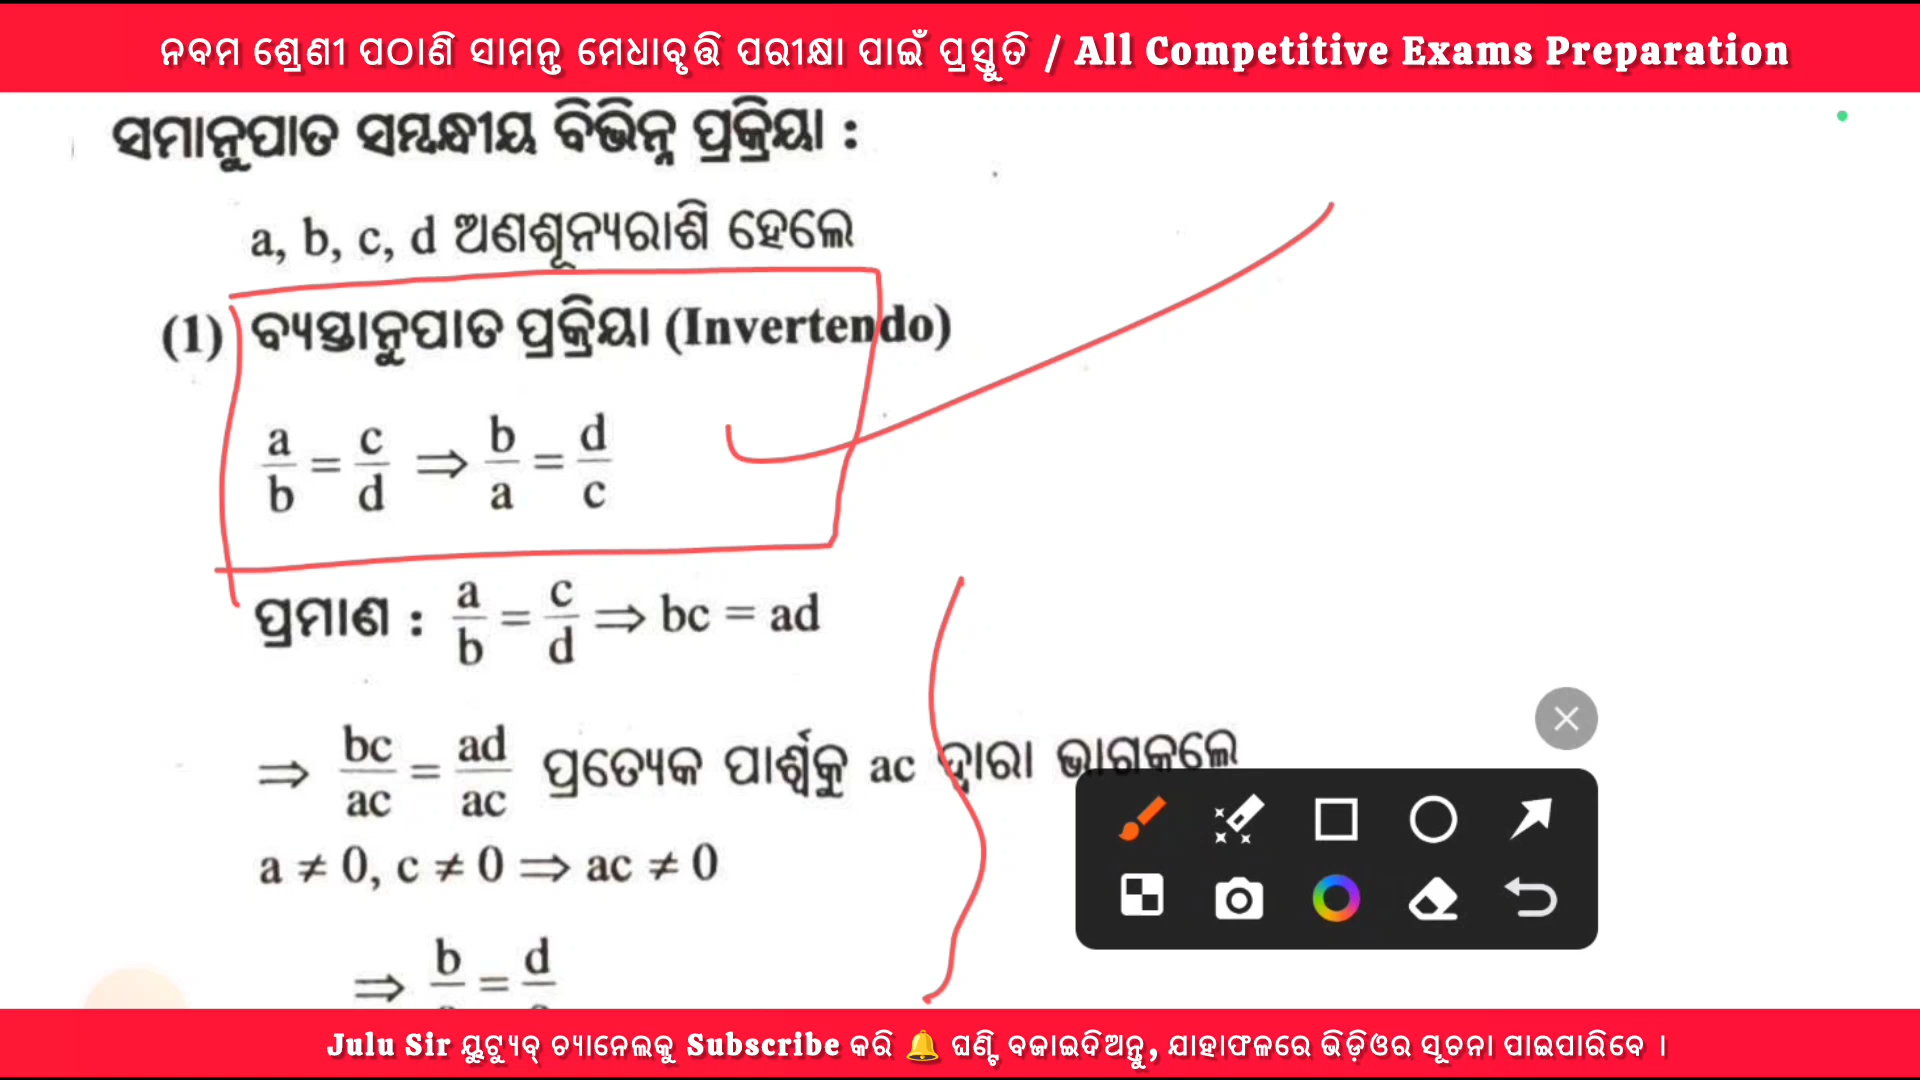 ନବମ ଶ୍ରେଣୀ ପଠାଣି ସାମନ୍ତ ମେଧାବୃତ୍ତି ପରୀକ୍ଷା ପାଇଁ ପ୍ରସ୍ତୁତି / All Competitive Exams Preparation
ସମାନୁପାତ ସମ୍ବନ୍ଧୀୟ ବିଭିନ୍ନ ପ୍ରକ୍ରିୟା :
a, b, c, d ଅଣଶୂନ୍ୟରାଶି ହେଲେ
(1) ବ୍ୟସ୍ତାନୁପାତ ପ୍ରକ୍ରିୟା (Invertendo)
a/b = c/d ⇒ b/a = d/c
ପ୍ରମାଣ : a/b = c/d ⇒ bc = ad
⇒ bc/ac = ad/ac ପ୍ରତ୍ୟେକ ପାର୍ଶ୍ୱକୁ ac ଦ୍ୱାରା ଭାଗକଲେ
a ≠ 0, c ≠ 0 ⇒ ac ≠ 0
⇒ b = d
Julu Sir ୟୁଟ୍ୟୁବ୍ ଚ୍ୟାନେଲକୁ Subscribe କରି 🔔 ଘଣ୍ଟି ବଜାଇଦିଅନ୍ତୁ, ଯାହାଫଳରେ ଭିଡ଼ିଓର ସୂଚନା ପାଇପାରିବେ ।